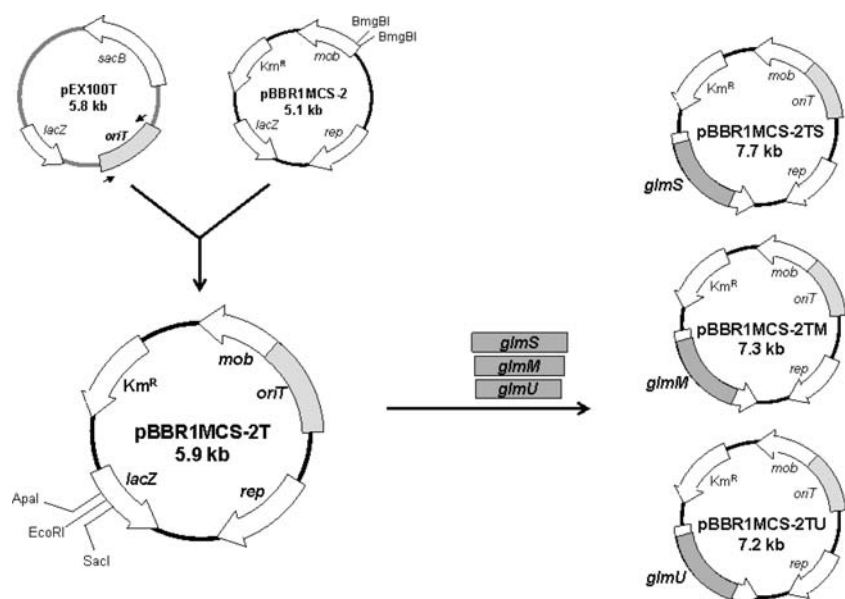 sacB
pEX100T
5.8 kb
lacZ
oriT
BmgBI
BmgBI
mob
KmR
pBBR1MCS-2
5.1 kb
lacZ
rep
mob
KmR
oriT
pBBR1MCS-2T
5.9 kb
lacZ
rep
ApaI
EcoRI
SacI
glmS
glmM
glmU
mob
KmR
oriT
pBBR1MCS-2TS
7.7 kb
rep
glmS
mob
KmR
oriT
pBBR1MCS-2TM
7.3 kb
rep
glmM
mob
KmR
oriT
pBBR1MCS-2TU
7.2 kb
rep
glmU